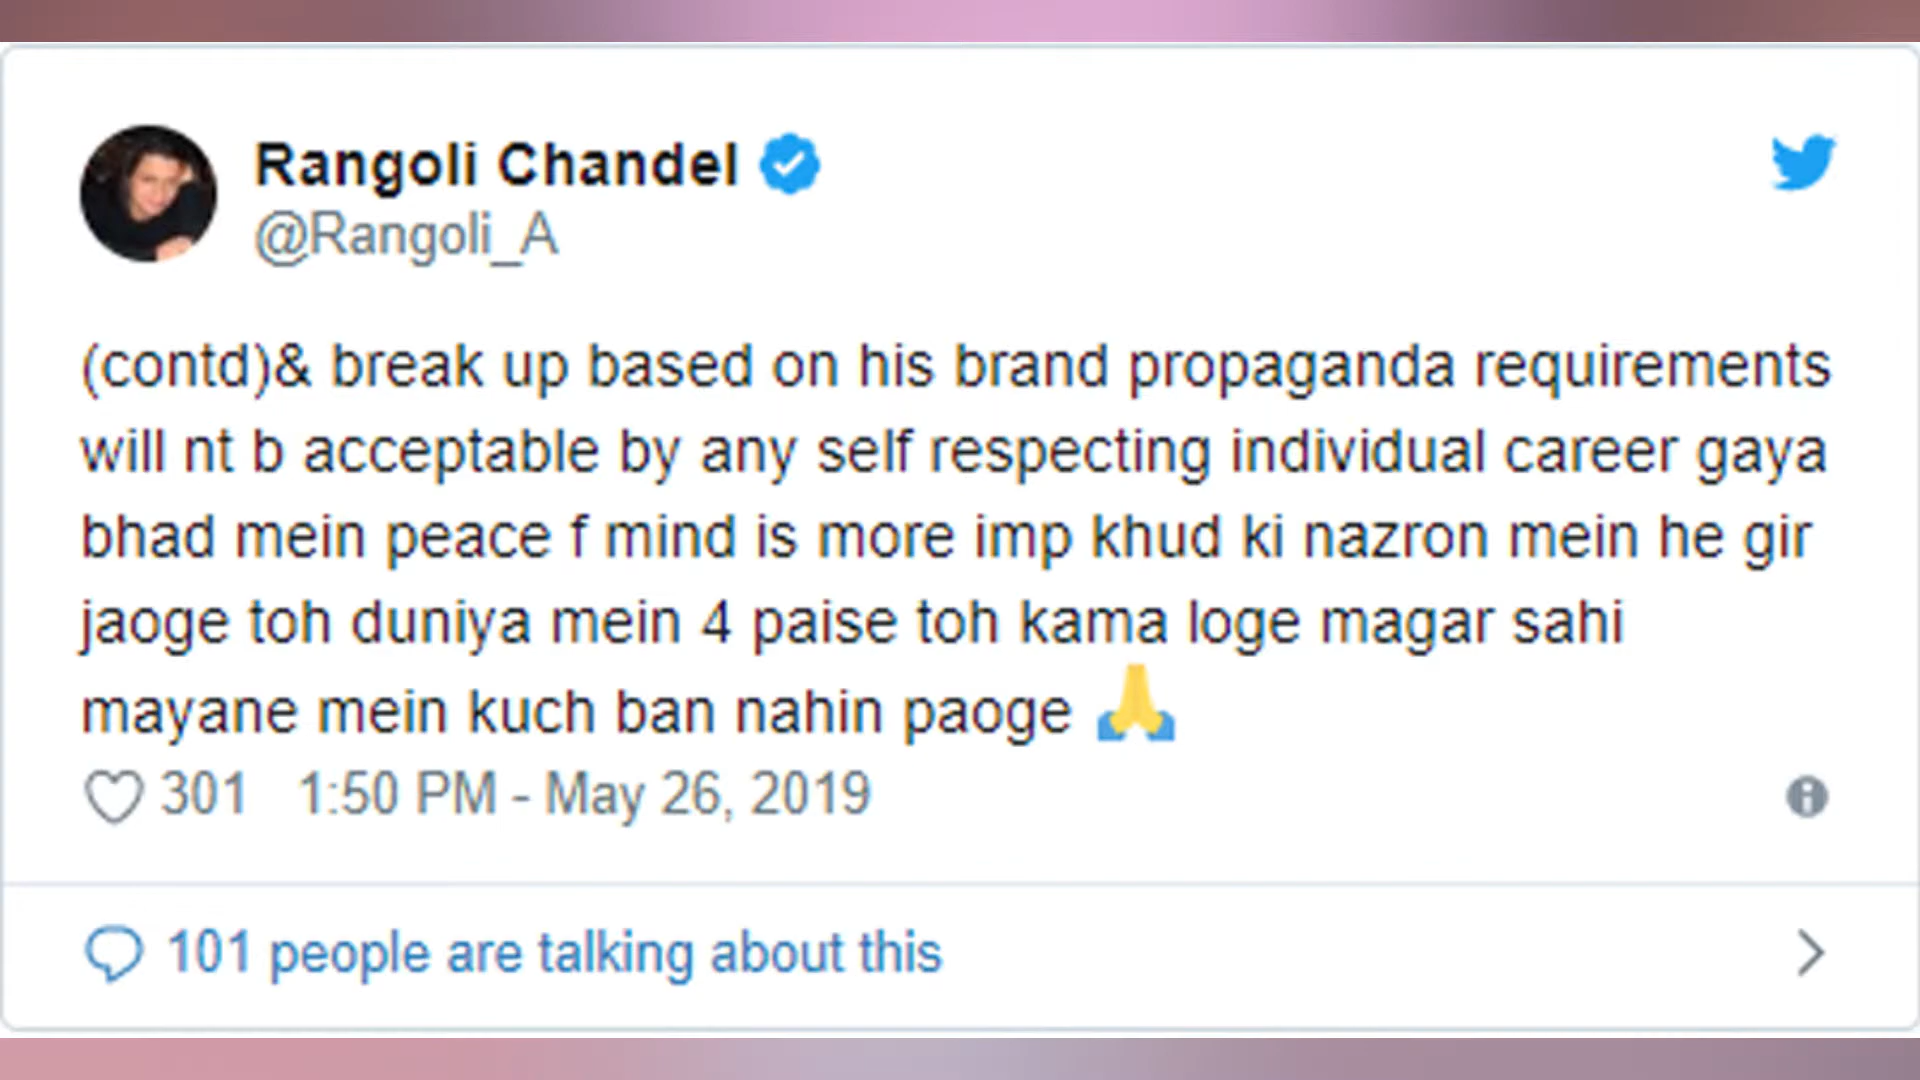 Rangoli Chandel
@Rangoli_A
(contd)& break up based on his brand propaganda requirements
will nt b acceptable by any self respecting individual career gaya
bhad mein peace f mind is more imp khud ki nazron mein he gir
jaoge toh duniya mein 4 paise toh kama loge magar sahi
mayane mein kuch ban nahin paoge 🙏
301 1:50 PM - May 26, 2019
101 people are talking about this